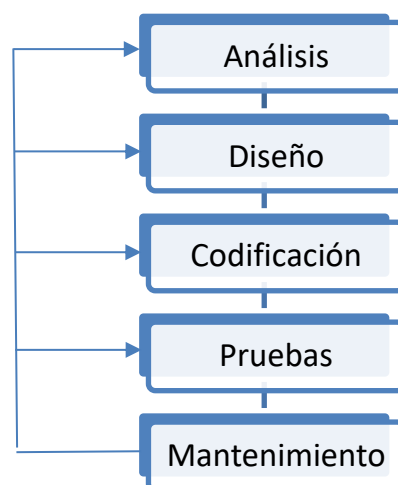 Análisis
Diseño
Codificación
Pruebas
Mantenimiento